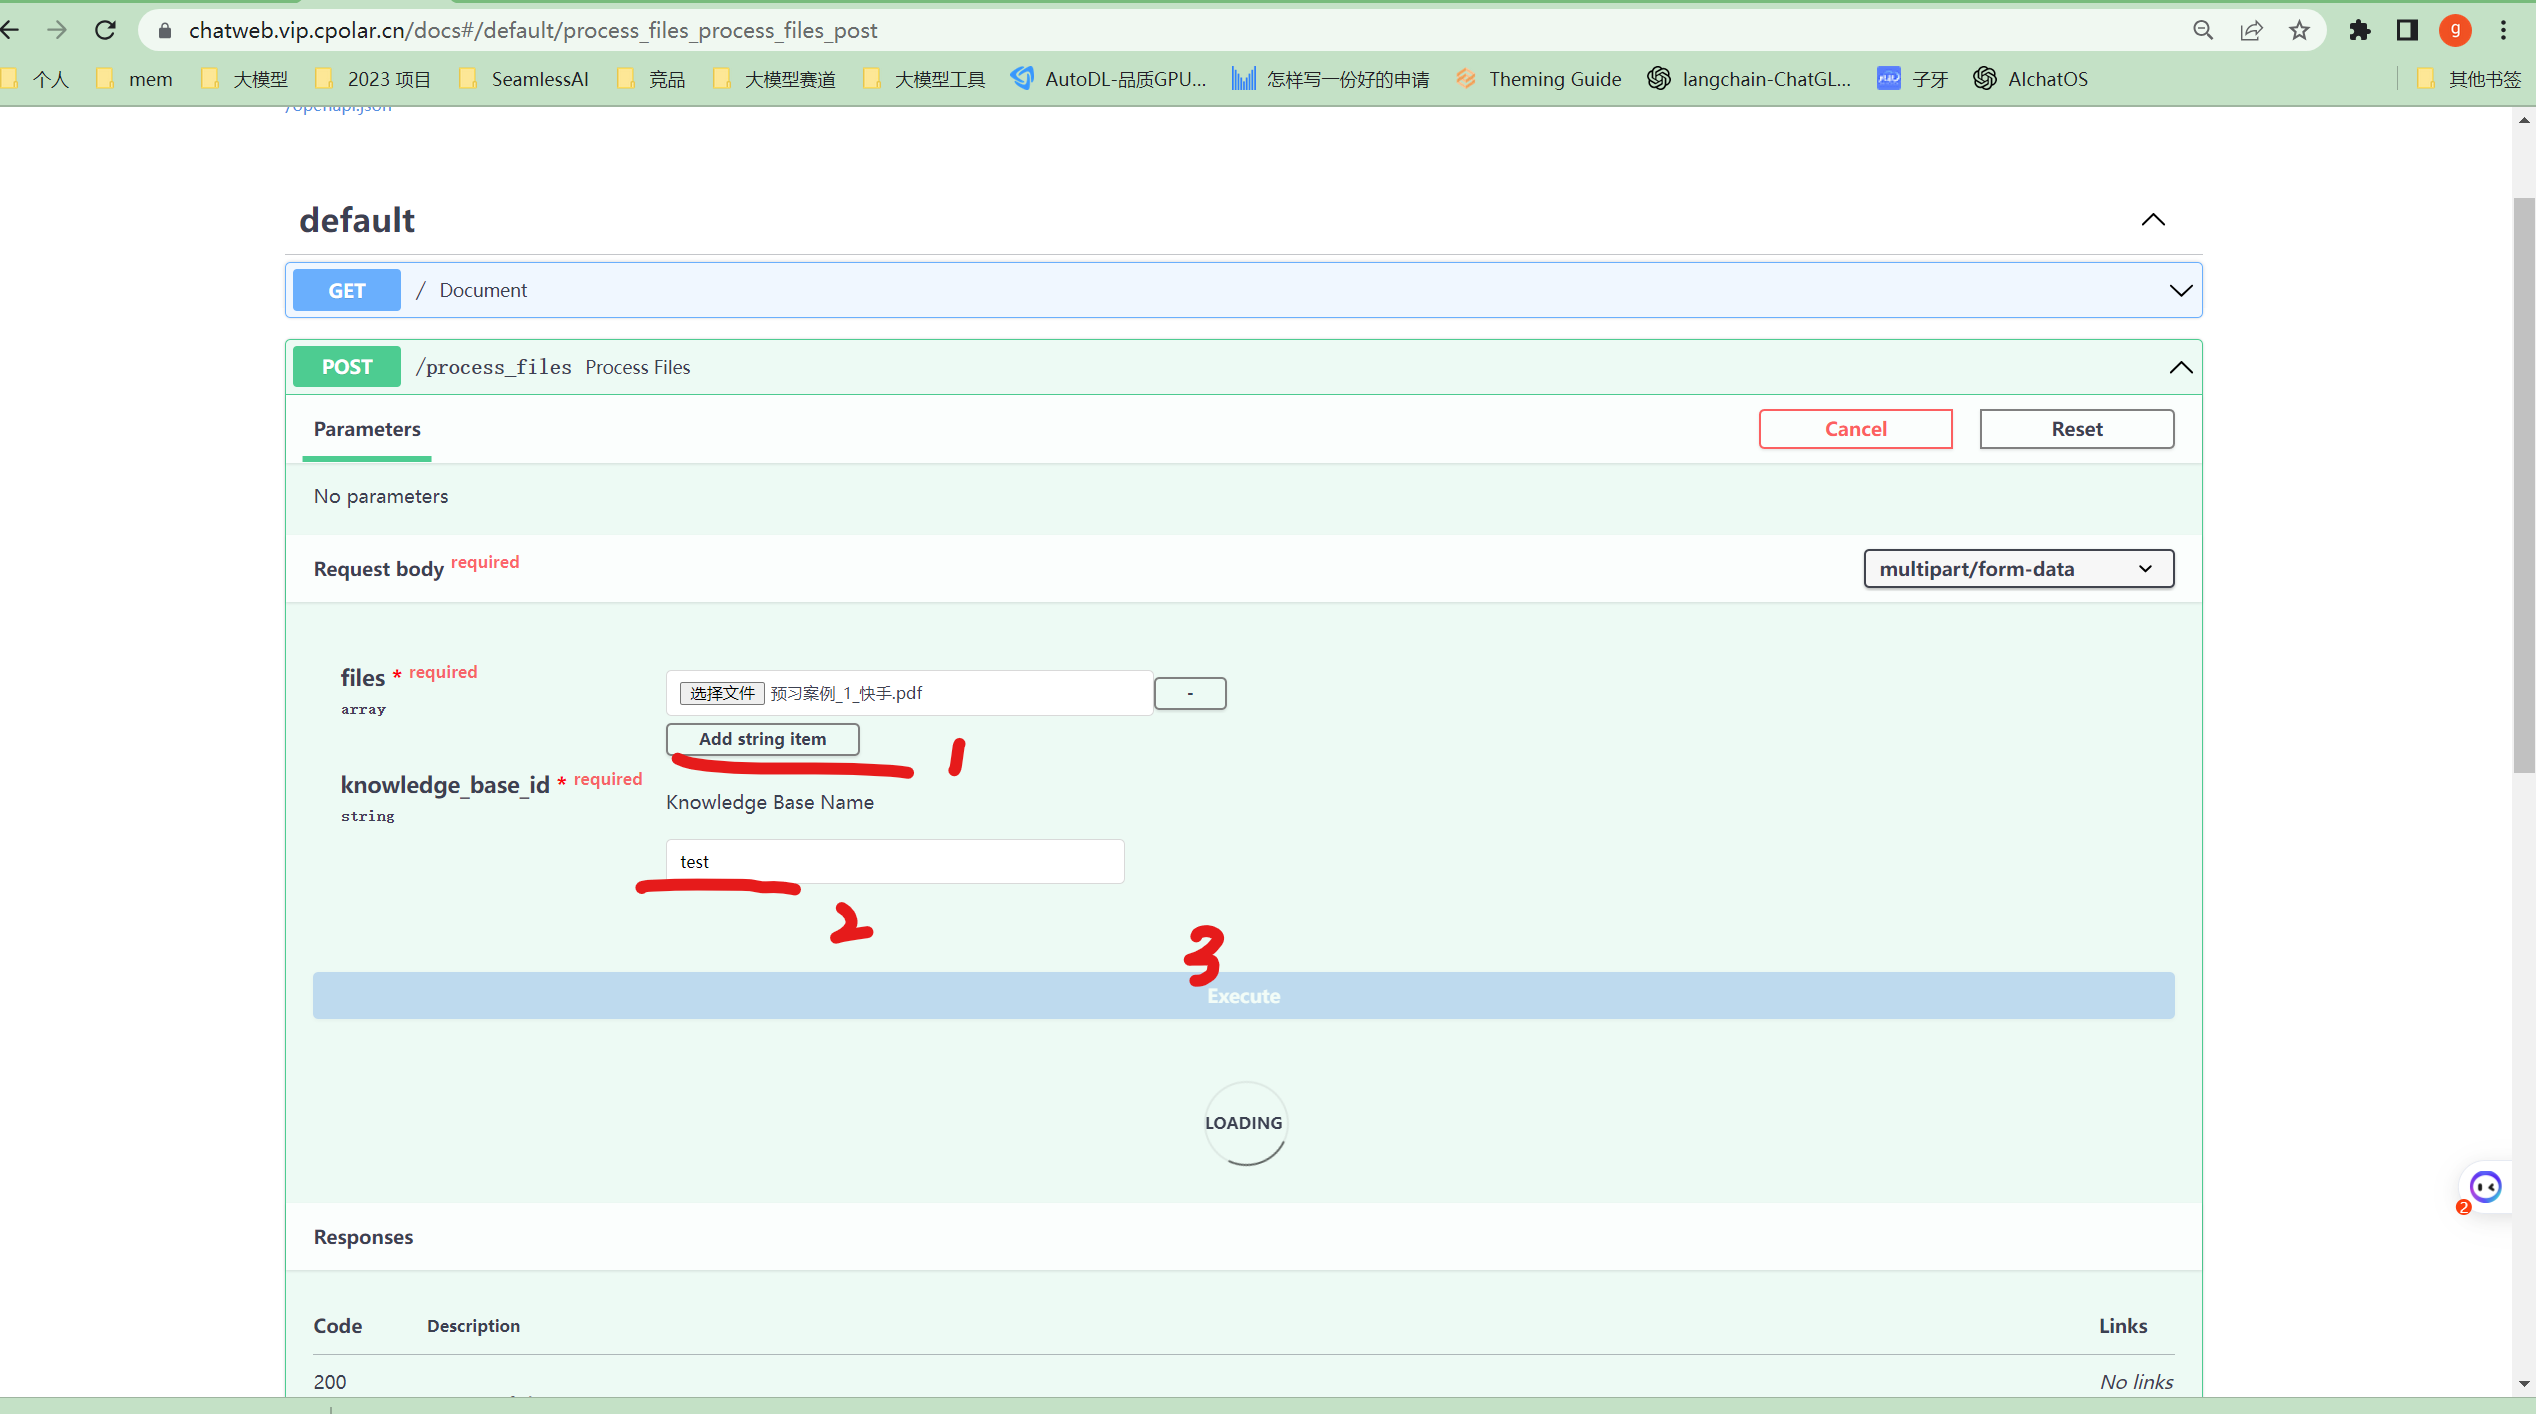 chatweb.vip.cpolar.cn/docs#/default/process_files_process_files_post
g
个人 mem 大模型 2023 项目 SeamlessAI 竞品 大模型赛道 大模型工具 AutoDL-品质GPU... 怎样写一份好的申请 Theming Guide langchain-ChatGL... 子牙 AIchatOS 其他书签
/openapi.json
default
GET / Document
POST /process_files Process Files
Parameters Cancel Reset
No parameters
Request body required multipart/form-data
files * required
array
选择文件 预习案例_1_快手.pdf -
Add string item
1
knowledge_base_id * required
string
Knowledge Base Name
test
2
3
Execute
LOADING
2
Responses
Code Description Links
200 No links